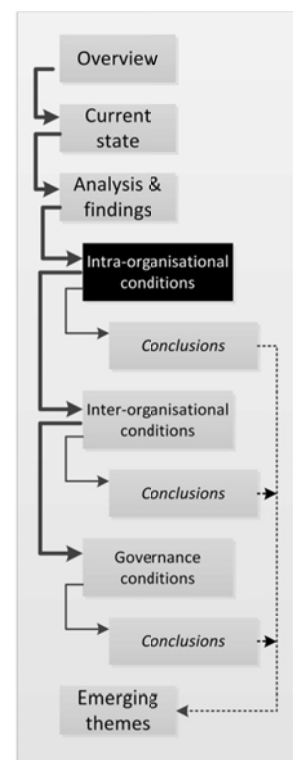 Overview
Current
state
Analysis &
findings
Intra-organisational
conditions
Conclusions
Inter-organisational
conditions
Conclusions
Governance
conditions
Conclusions
Emerging
themes